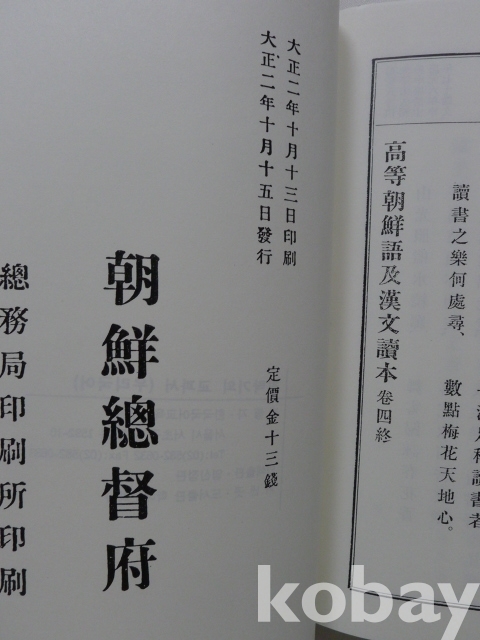 讀書之樂何處尋、
數點梅花天地心。
高等朝鮮語及漢文讀本 卷四終
大正二年十月十三日印刷
大正二年十月十五日發行
定價金十三錢
朝鮮總督府
總務局印刷所印刷
kobay